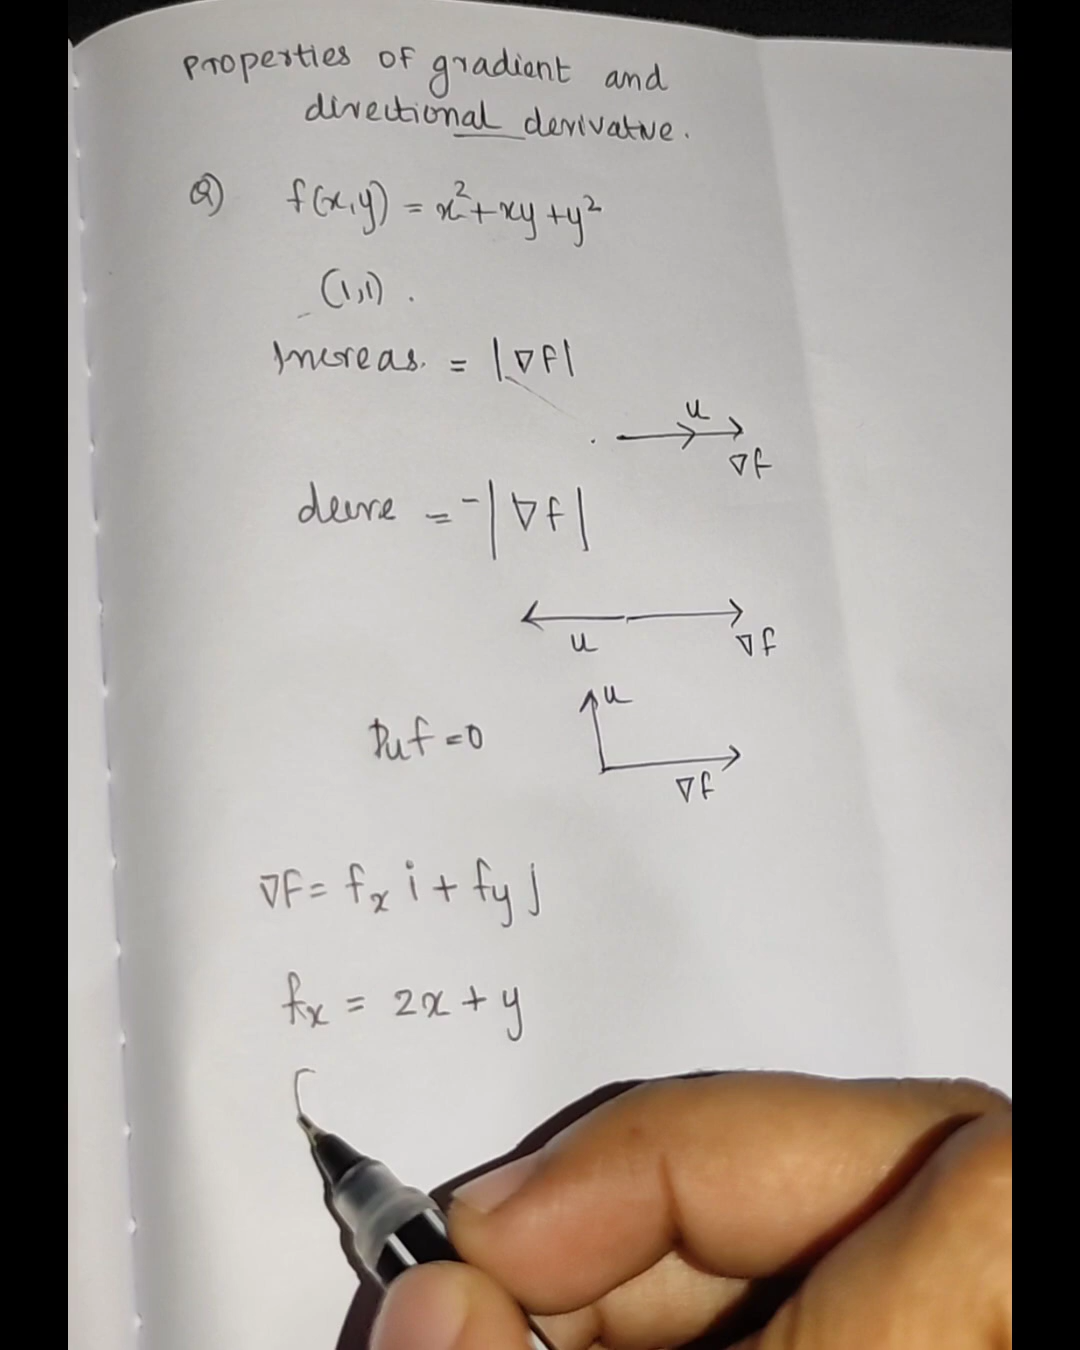 Properties of gradient and
directional derivative.
Q) f(x,y) = x²+xy+y²
(1,1).
Increas. = |∇f|
u
∇f
decre = -|∇f|
u
∇f
Duf=0
u
∇f
∇f= fx i + fy j
fx = 2x + y